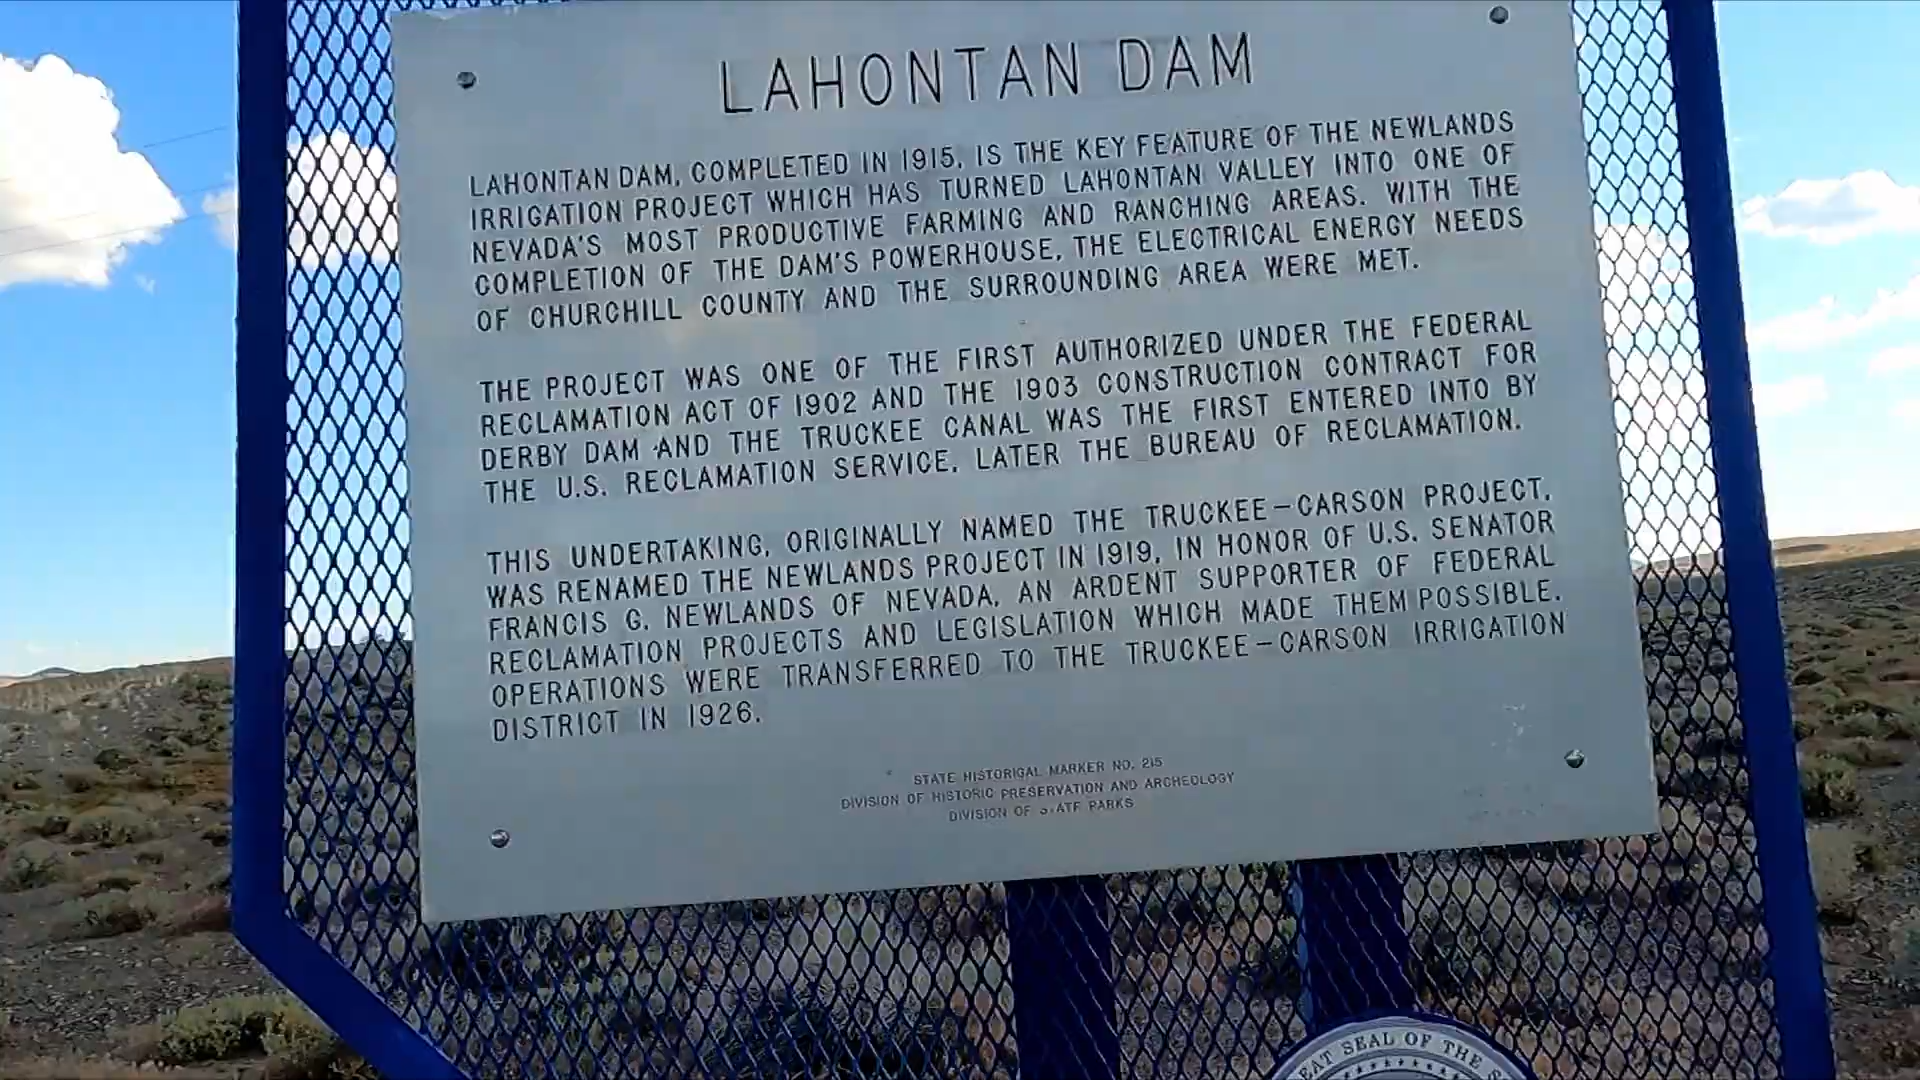 LAHONTAN DAM
LAHONTAN DAM, COMPLETED IN 1915, IS THE KEY FEATURE OF THE NEWLANDS
IRRIGATION PROJECT WHICH HAS TURNED LAHONTAN VALLEY INTO ONE OF
NEVADA'S MOST PRODUCTIVE FARMING AND RANCHING AREAS. WITH THE
COMPLETION OF THE DAM'S POWERHOUSE, THE ELECTRICAL ENERGY NEEDS
OF CHURCHILL COUNTY AND THE SURROUNDING AREA WERE MET.
THE PROJECT WAS ONE OF THE FIRST AUTHORIZED UNDER THE FEDERAL
RECLAMATION ACT OF 1902 AND THE 1903 CONSTRUCTION CONTRACT FOR
DERBY DAM AND THE TRUCKEE CANAL WAS THE FIRST ENTERED INTO BY
THE U.S. RECLAMATION SERVICE, LATER THE BUREAU OF RECLAMATION.
THIS UNDERTAKING, ORIGINALLY NAMED THE TRUCKEE-CARSON PROJECT,
WAS RENAMED THE NEWLANDS PROJECT IN 1919, IN HONOR OF U.S. SENATOR
FRANCIS G. NEWLANDS OF NEVADA, AN ARDENT SUPPORTER OF FEDERAL
RECLAMATION PROJECTS AND LEGISLATION WHICH MADE THEM POSSIBLE.
OPERATIONS WERE TRANSFERRED TO THE TRUCKEE-CARSON IRRIGATION
DISTRICT IN 1926.
STATE HISTORICAL MARKER NO. 215
DIVISION OF HISTORIC PRESERVATION AND ARCHEOLOGY
DIVISION OF STATE PARKS
SEAL OF THE